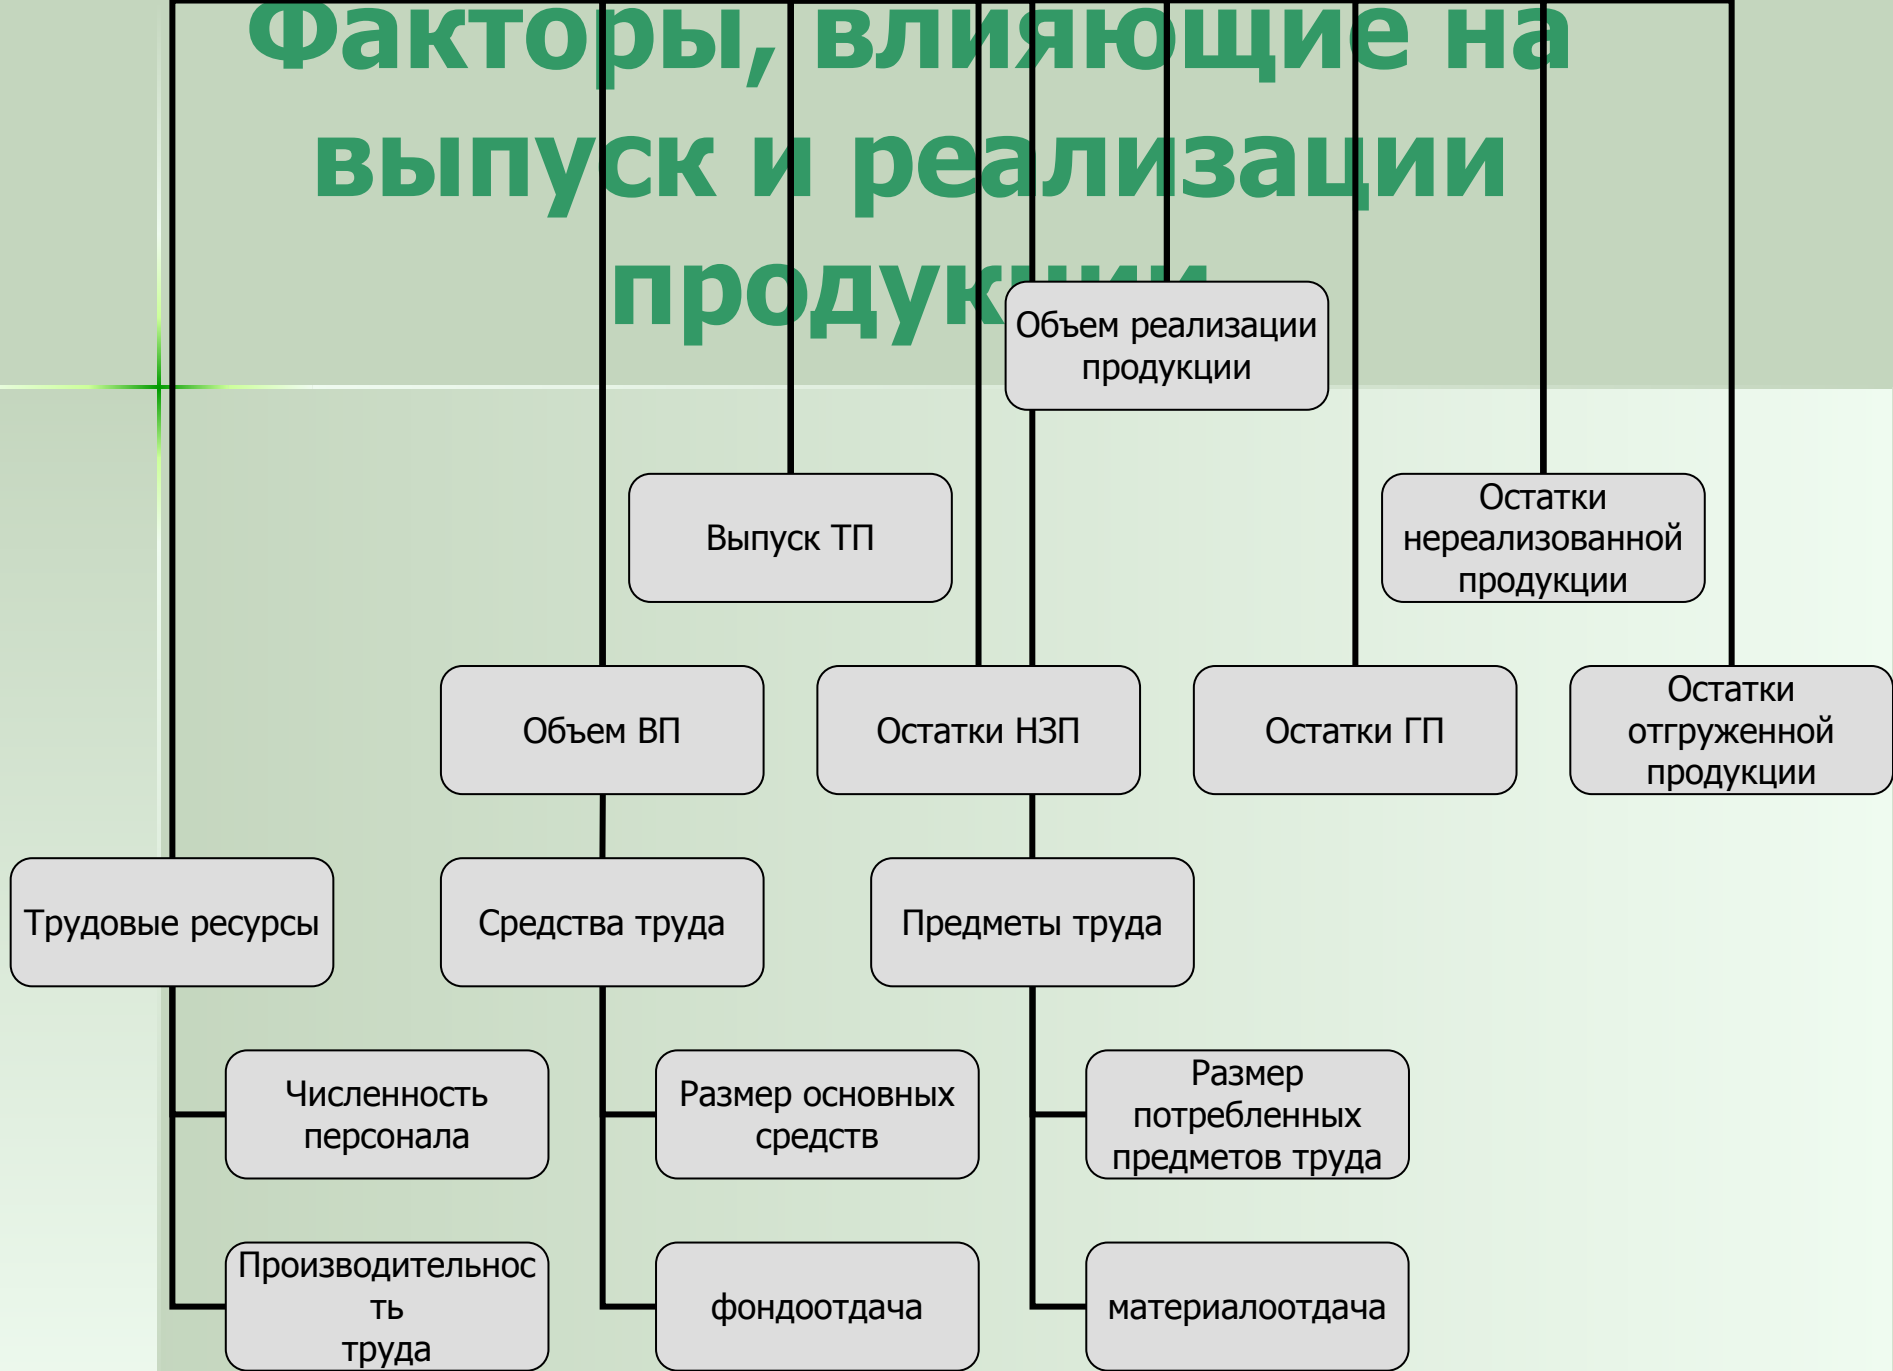 Факторы, влияющие на
выпуск и реализации
продукции
Объем реализации
продукции
Выпуск ТП
Остатки
нереализованной
продукции
Объем ВП
Остатки НЗП
Остатки ГП
Остатки
отгруженной
продукции
Трудовые ресурсы
Средства труда
Предметы труда
Численность
персонала
Размер основных
средств
Размер
потребленных
предметов труда
Производительнос
ть
труда
фондоотдача
материалоотдача